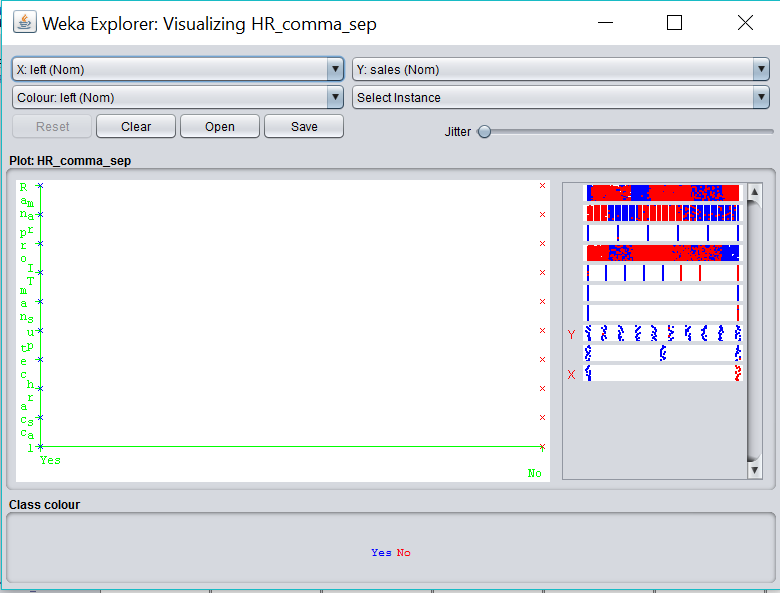 Weka Explorer: Visualizing HR_comma_sep
X: left (Nom)
Y: sales (Nom)
Colour: left (Nom)
Select Instance
Reset
Clear
Open
Save
Jitter
Plot: HR_comma_sep
Yes
No
Y
X
Class colour
Yes No